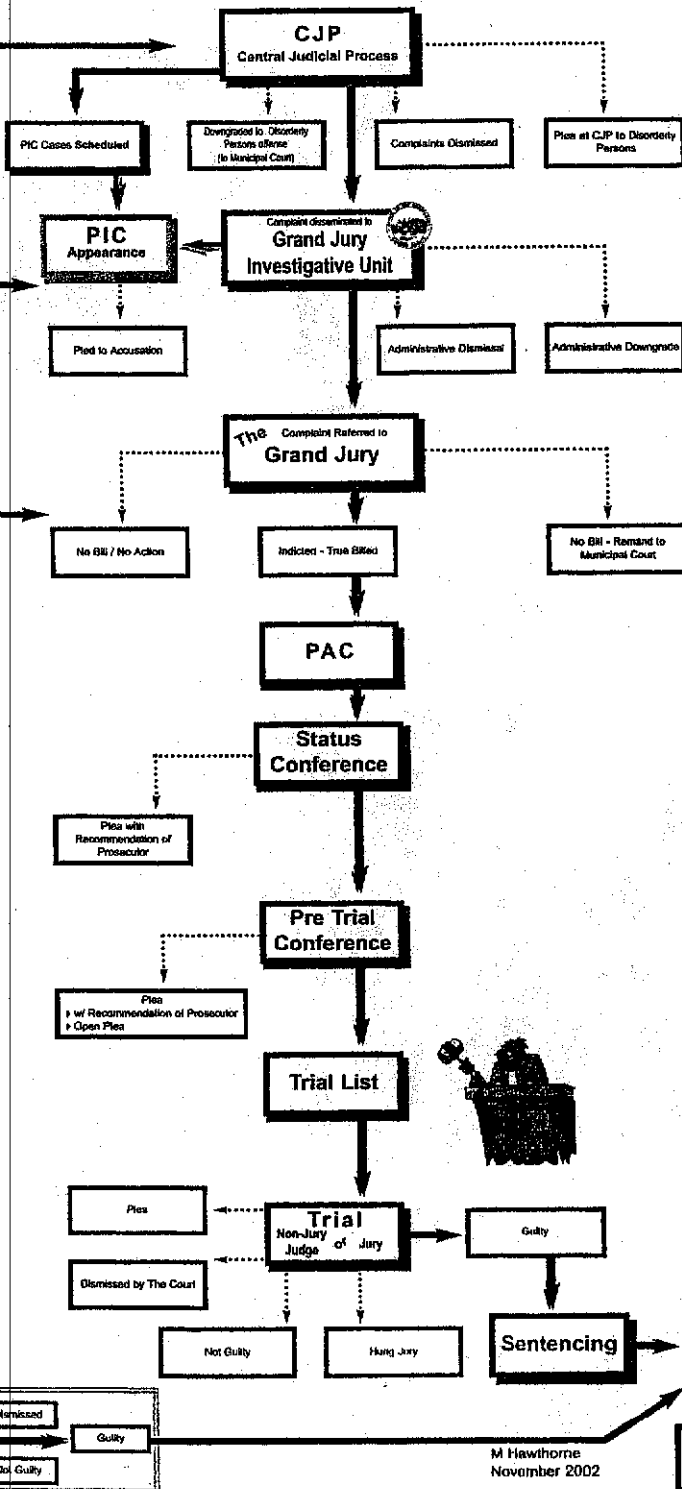 CJP
Central Judicial Process
PIC Cases Scheduled
Downgraded to Disorderly
Persons offense
(to Municipal Court)
Complaints Dismissed
Plea at CJP to Disorderly
Persons
PIC
Appearance
Complaint disseminated to
Grand Jury
Investigative Unit
Pled to Accusation
Administrative Dismissal
Administrative Downgrade
The Complaint Referred to
Grand Jury
No Bill / No Action
Indicted - True Billed
No Bill - Remand to
Municipal Court
PAC
Status
Conference
Plea with
Recommendation of
Prosecutor
Pre Trial
Conference
Plea
w/ Recommendation of Prosecutor
Open Plea
Trial List
Plea
Trial
Non-Jury
Judge or Jury
Guilty
Dismissed by The Court
Not Guilty
Hung Jury
Sentencing
ismissed
Guilty
Not Guilty
M Hawthorne
November 2002